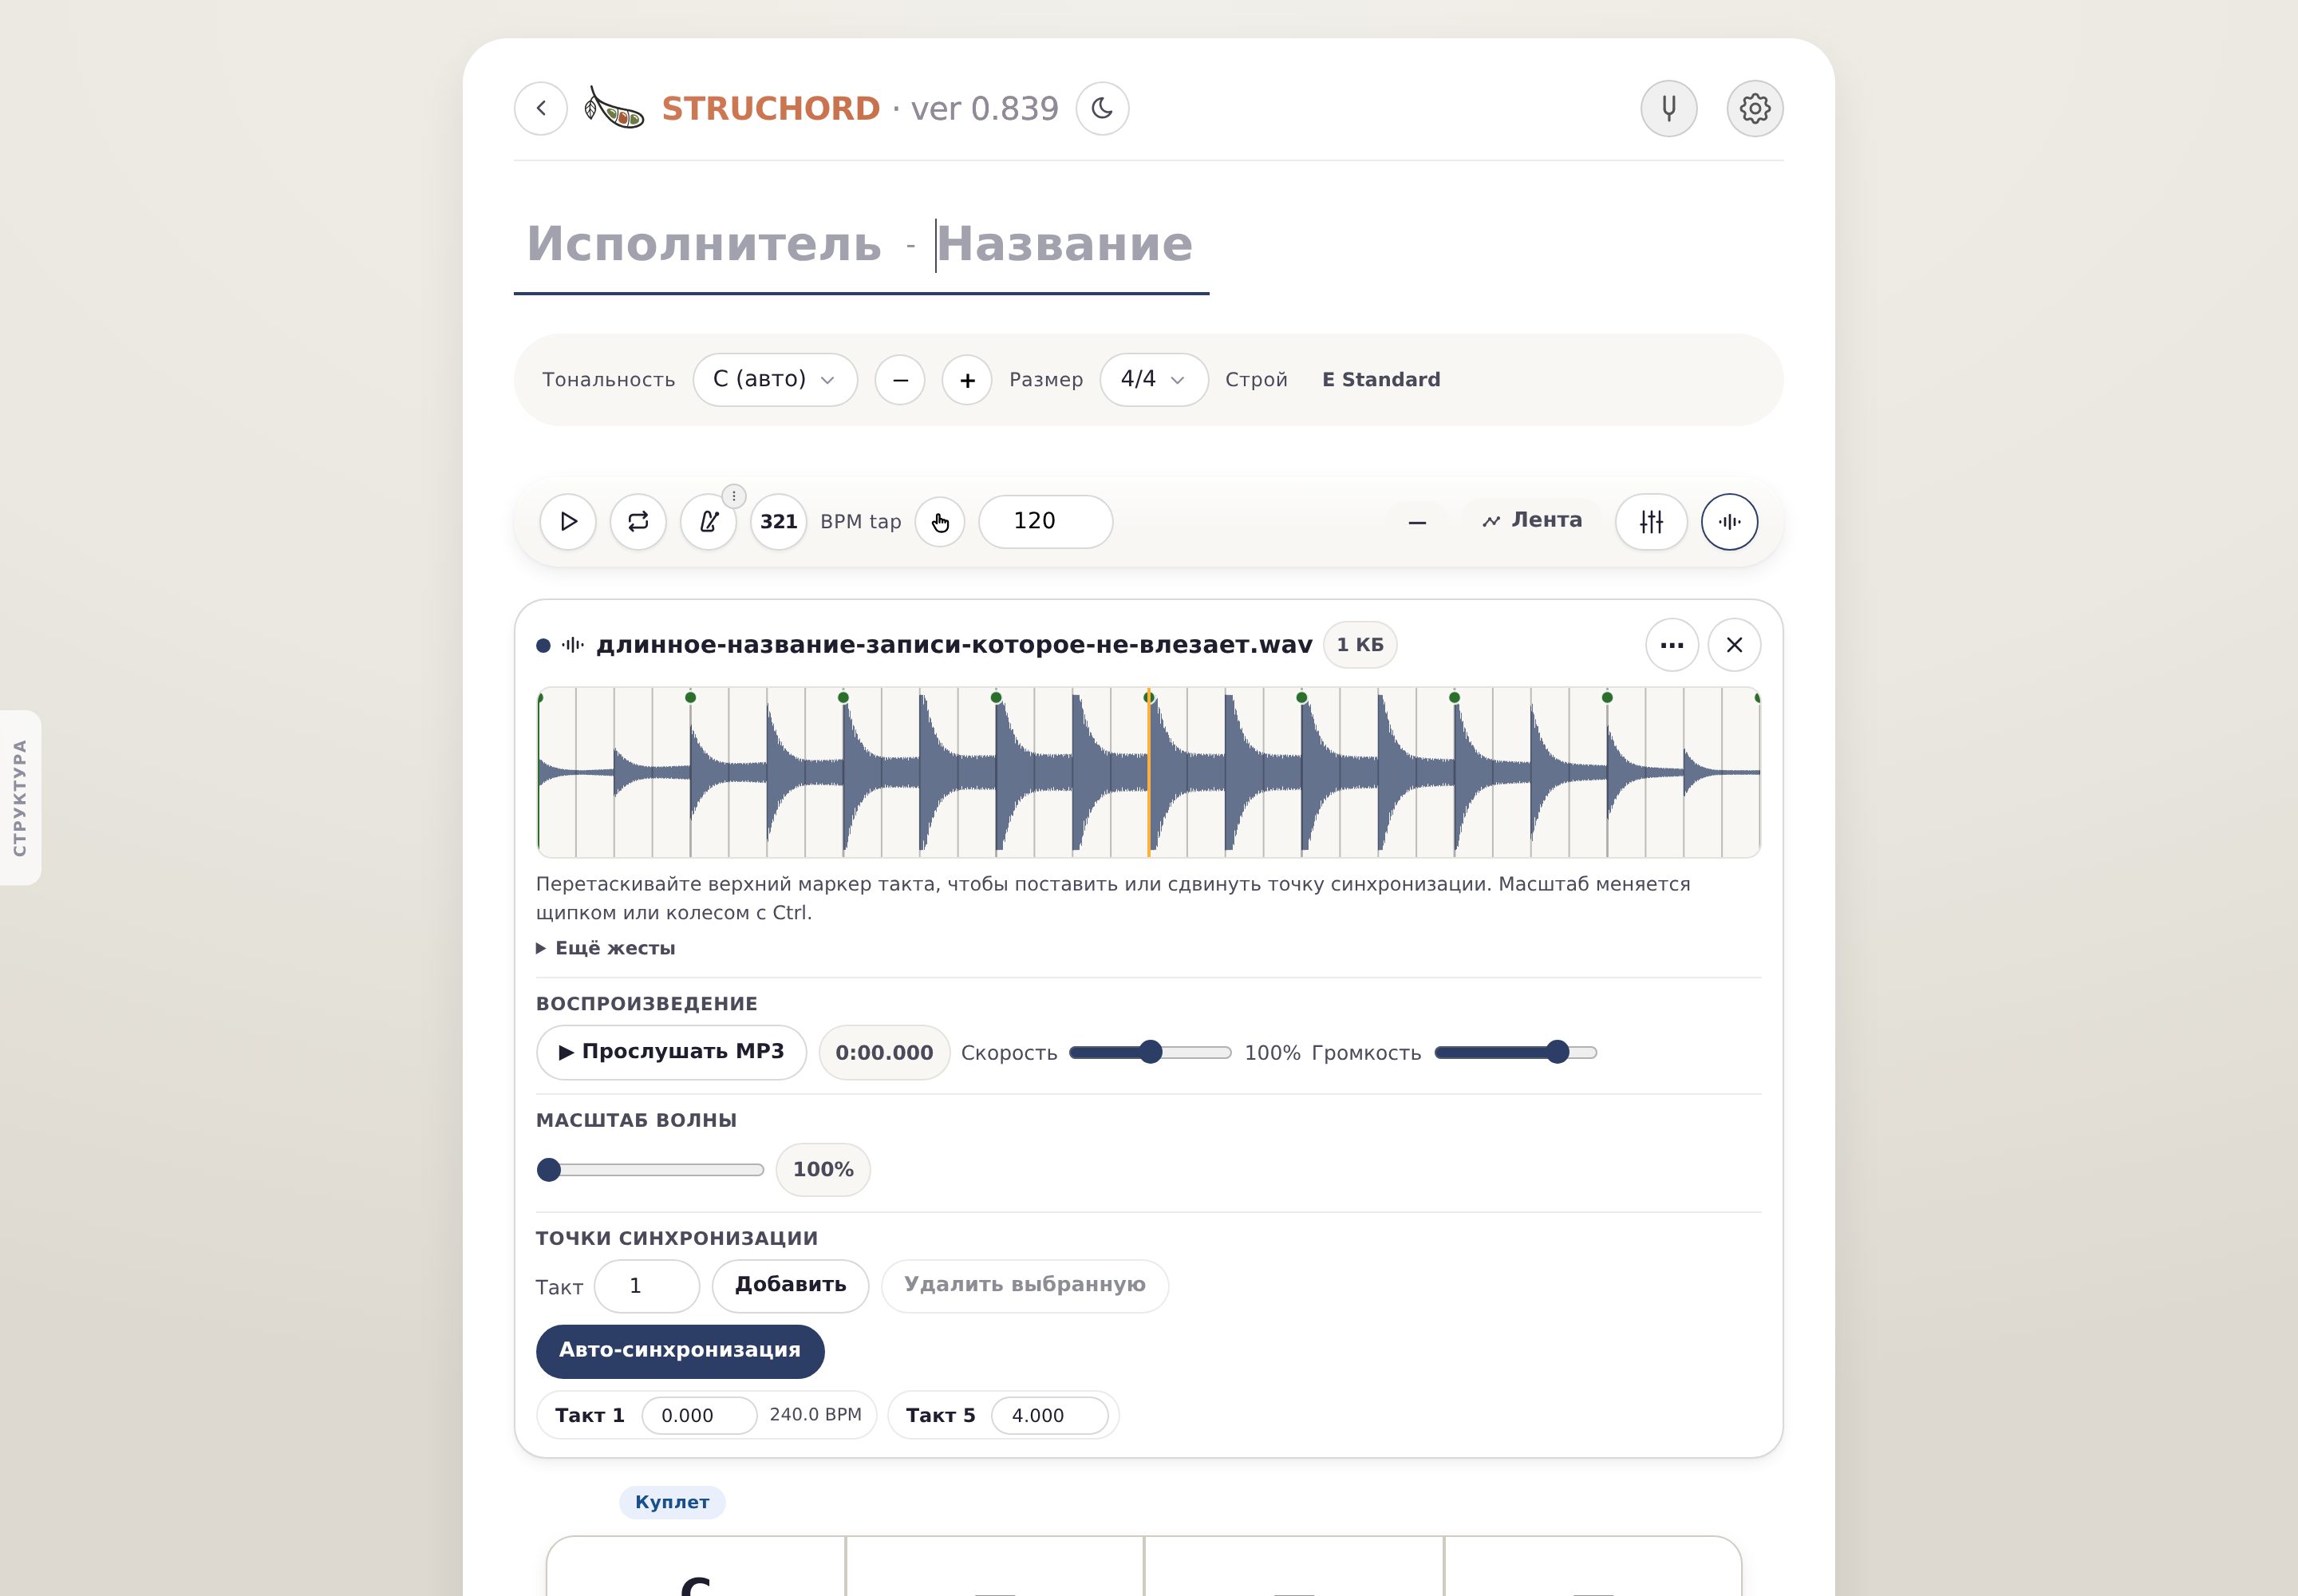 STRUCHORD · ver 0.839
Исполнитель - Название
Тональность C (авто) − + Размер 4/4 Строй E Standard
321 BPM tap 120 — Лента
длинное-название-записи-которое-не-влезает.wav 1 КБ ...
СТРУКТУРА
Перетаскивайте верхний маркер такта, чтобы поставить или сдвинуть точку синхронизации. Масштаб меняется
щипком или колесом с Ctrl.
▶ Ещё жесты
ВОСПРОИЗВЕДЕНИЕ
▶ Прослушать MP3 0:00.000 Скорость 100% Громкость
МАСШТАБ ВОЛНЫ
100%
ТОЧКИ СИНХРОНИЗАЦИИ
Такт 1 Добавить Удалить выбранную
Авто-синхронизация
Такт 1 0.000 240.0 BPM Такт 5 4.000
Куплет
C — — —